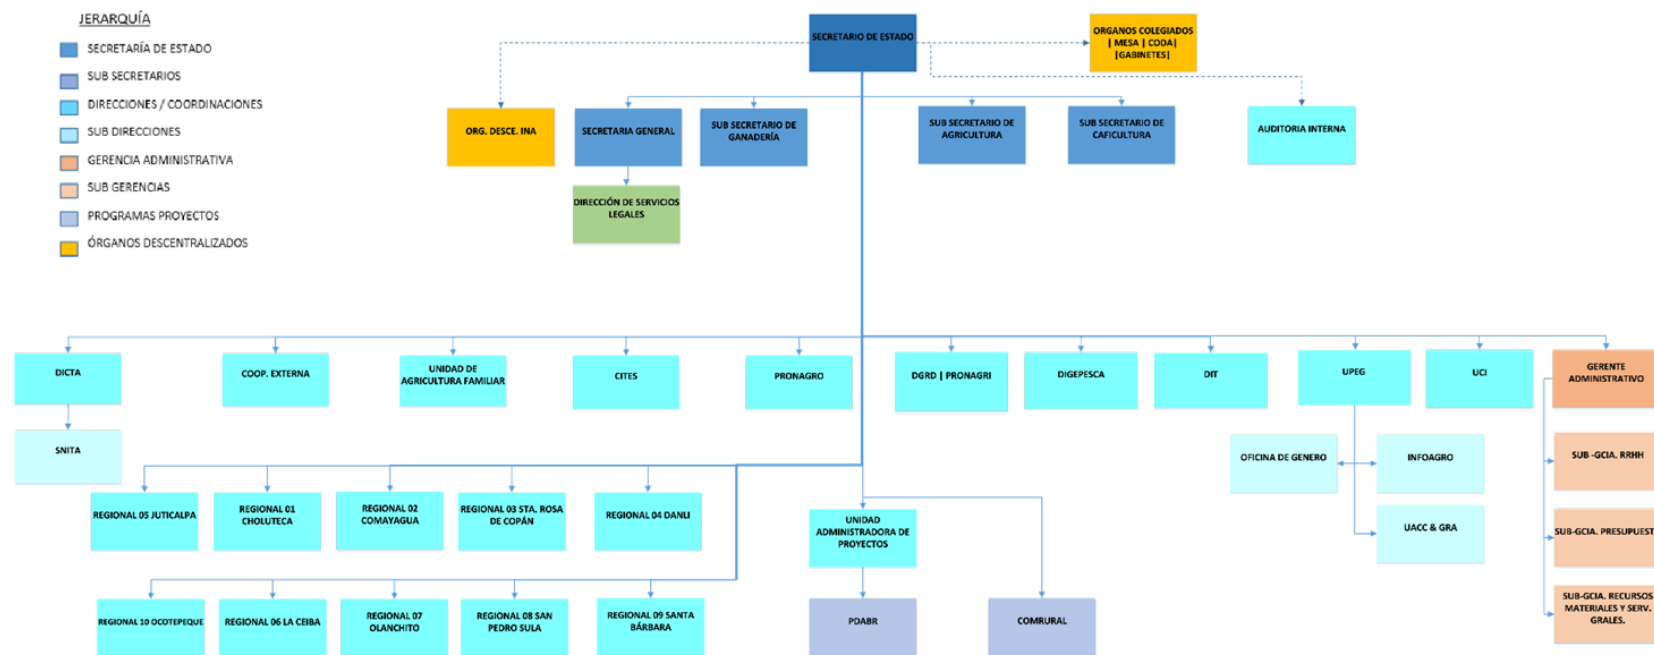 JERARQUÍA
SECRETARÍA DE ESTADO
SUB SECRETARIOS
DIRECCIONES / COORDINACIONES
SUB DIRECCIONES
GERENCIA ADMINISTRATIVA
SUB GERENCIAS
PROGRAMAS PROYECTOS
ÓRGANOS DESCENTRALIZADOS
SECRETARIO DE ESTADO
ORGANOS COLEGIADOS
| MESA | CODA|
|GABINETES|
ORG. DESCE. INA
SECRETARIA GENERAL
SUB SECRETARIO DE
GANADERÍA
SUB SECRETARIO DE
AGRICULTURA
SUB SECRETARIO DE
CAFICULTURA
AUDITORIA INTERNA
DIRECCIÓN DE SERVICIOS
LEGALES
DICTA
COOP. EXTERNA
UNIDAD DE
AGRICULTURA FAMILIAR
CITES
PRONAGRO
DGRD | PRONAGRI
DIGEPESCA
DIT
UPEG
UCI
GERENTE
ADMINISTRATIVO
SNITA
OFICINA DE GENERO
INFOAGRO
SUB -GCIA. RRHH
REGIONAL 05 JUTICALPA
REGIONAL 01
CHOLUTECA
REGIONAL 02
COMAYAGUA
REGIONAL 03 STA. ROSA
DE COPÁN
REGIONAL 04 DANLI
UNIDAD
ADMINISTRADORA DE
PROYECTOS
UACC & GRA
SUB-GCIA. PRESUPUEST
REGIONAL 10 OCOTEPEQUE
REGIONAL 06 LA CEIBA
REGIONAL 07
OLANCHITO
REGIONAL 08 SAN
PEDRO SULA
REGIONAL 09 SANTA
BÁRBARA
PDABR
COMRURAL
SUB-GCIA. RECURSOS
MATERIALES Y SERV.
GRALES.